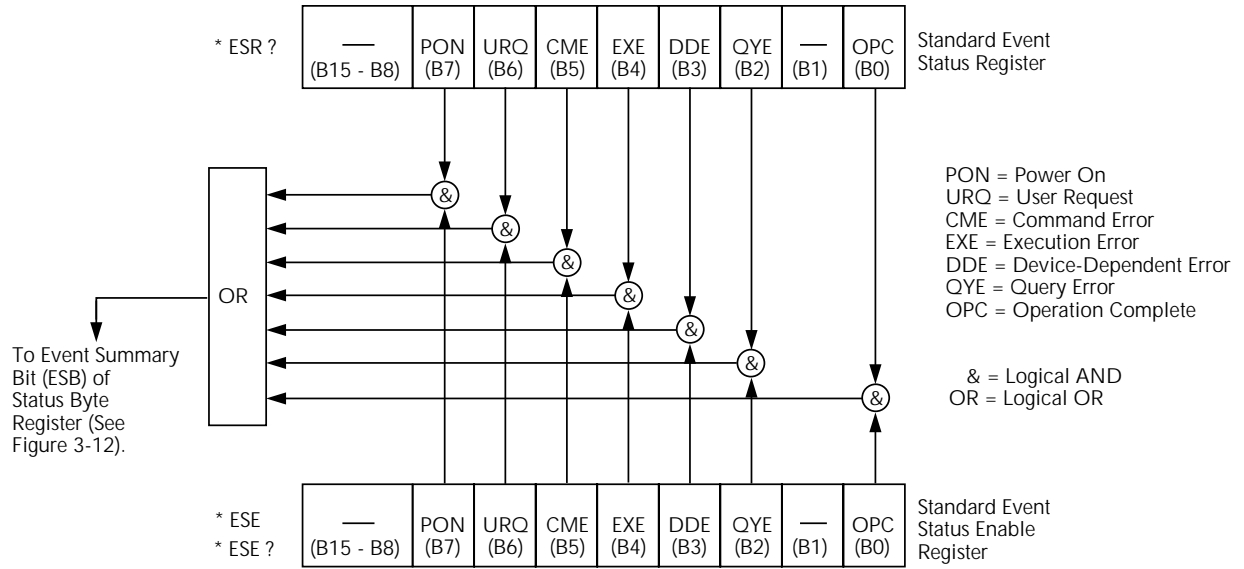 * ESR ?
—
(B15 - B8)
PON
(B7)
URQ
(B6)
CME
(B5)
EXE
(B4)
DDE
(B3)
QYE
(B2)
—
(B1)
OPC
(B0)
Standard Event
Status Register
&
&
&
&
&
&
&
OR
To Event Summary
Bit (ESB) of
Status Byte
Register (See
Figure 3-12).
PON = Power On
URQ = User Request
CME = Command Error
EXE = Execution Error
DDE = Device-Dependent Error
QYE = Query Error
OPC = Operation Complete
& = Logical AND
OR = Logical OR
* ESE
* ESE ?
—
(B15 - B8)
PON
(B7)
URQ
(B6)
CME
(B5)
EXE
(B4)
DDE
(B3)
QYE
(B2)
—
(B1)
OPC
(B0)
Standard Event
Status Enable
Register